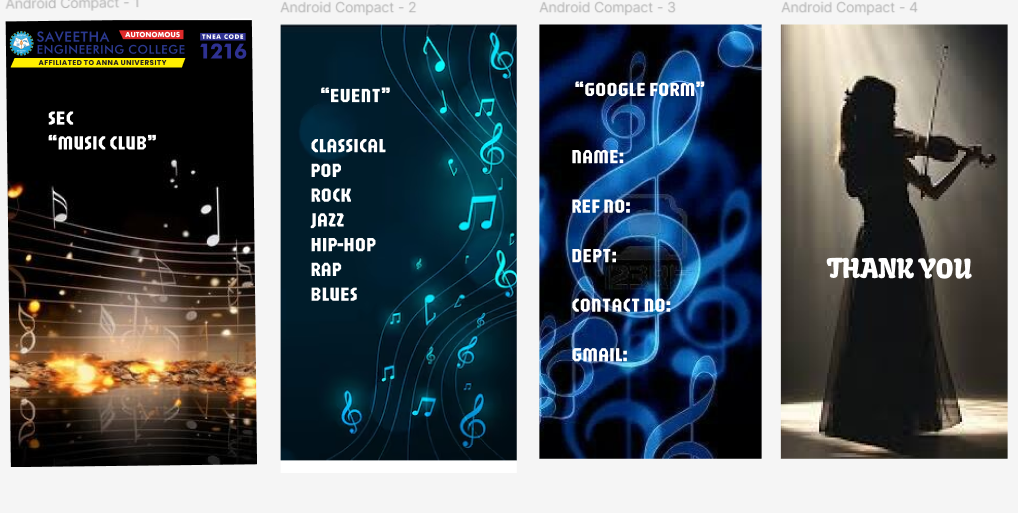 Android Compact - 1
SAVEETHA
AUTONOMOUS
ENGINEERING COLLEGE
AFFILIATED TO ANNA UNIVERSITY
TNEA CODE
1216
SEC
“MUSIC CLUB”
Android Compact - 2
“EVENT”
CLASSICAL
POP
ROCK
JAZZ
HIP-HOP
RAP
BLUES
Android Compact - 3
“GOOGLE FORM”
NAME:
REF NO:
DEPT:
CONTACT NO:
GMAIL:
Android Compact - 4
THANK YOU